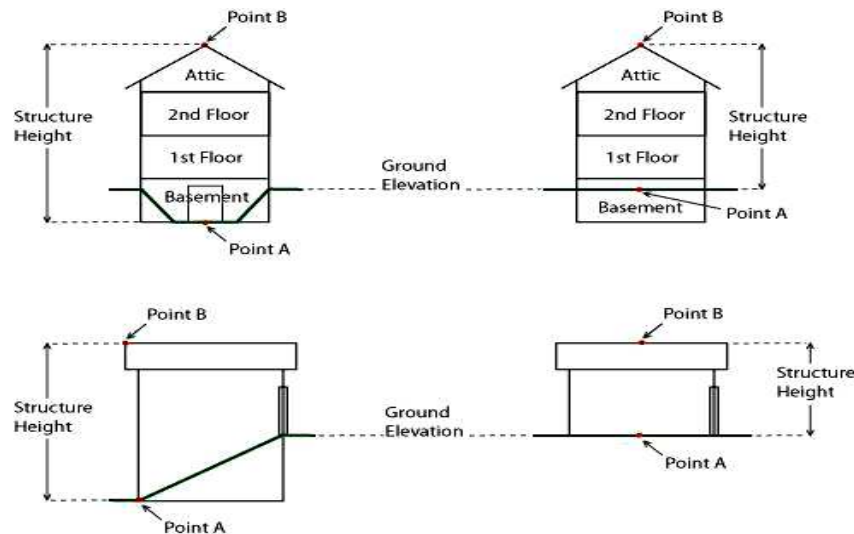 Point B
Attic
2nd Floor
1st Floor
Basement
Structure
Height
Point A
Ground
Elevation
Point B
Attic
2nd Floor
1st Floor
Basement
Structure
Height
Point A
Point B
Structure
Height
Point A
Ground
Elevation
Point B
Structure
Height
Point A